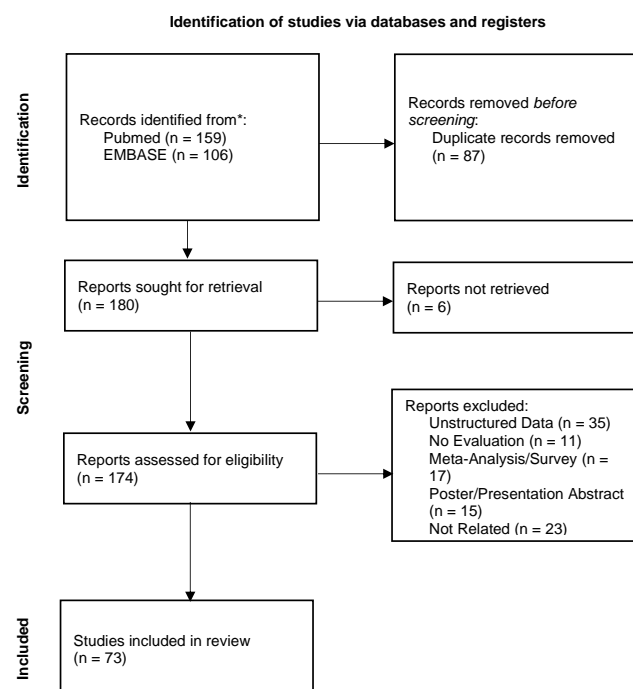 Identification of studies via databases and registers
Identification
Records identified from*:
Pubmed (n = 159)
EMBASE (n = 106)
Records removed before
screening:
Duplicate records removed
(n = 87)
Screening
Reports sought for retrieval
(n = 180)
Reports not retrieved
(n = 6)
Reports assessed for eligibility
(n = 174)
Reports excluded:
Unstructured Data (n = 35)
No Evaluation (n = 11)
Meta-Analysis/Survey (n =
17)
Poster/Presentation Abstract
(n = 15)
Not Related (n = 23)
Included
Studies included in review
(n = 73)